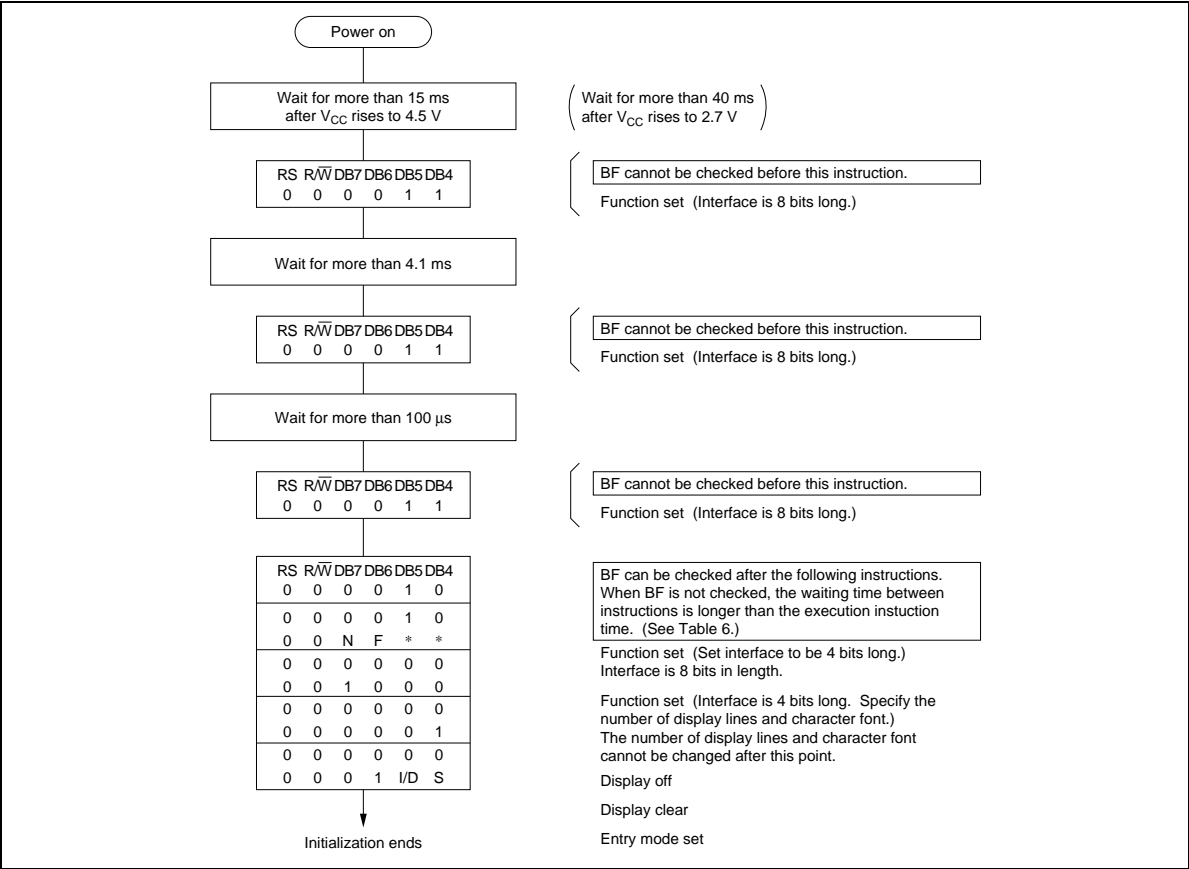 Power on
Wait for more than 15 ms
after VCC rises to 4.5 V
Wait for more than 40 ms
after VCC rises to 2.7 V
RS R/W DB7 DB6 DB5 DB4
0 0 0 0 1 1
BF cannot be checked before this instruction.
Function set (Interface is 8 bits long.)
Wait for more than 4.1 ms
RS R/W DB7 DB6 DB5 DB4
0 0 0 0 1 1
BF cannot be checked before this instruction.
Function set (Interface is 8 bits long.)
Wait for more than 100 μs
RS R/W DB7 DB6 DB5 DB4
0 0 0 0 1 1
BF cannot be checked before this instruction.
Function set (Interface is 8 bits long.)
RS R/W DB7 DB6 DB5 DB4
0 0 0 0 1 0
0 0 0 0 1 0
0 0 N F * *
0 0 0 0 0 0
0 0 1 0 0 0
0 0 0 0 0 0
0 0 0 0 0 1
0 0 0 0 0 0
0 0 0 1 I/D S
BF can be checked after the following instructions.
When BF is not checked, the waiting time between
instructions is longer than the execution instuction
time. (See Table 6.)
Function set (Set interface to be 4 bits long.)
Interface is 8 bits in length.
Function set (Interface is 4 bits long. Specify the
number of display lines and character font.)
The number of display lines and character font
cannot be changed after this point.
Display off
Display clear
Entry mode set
Initialization ends